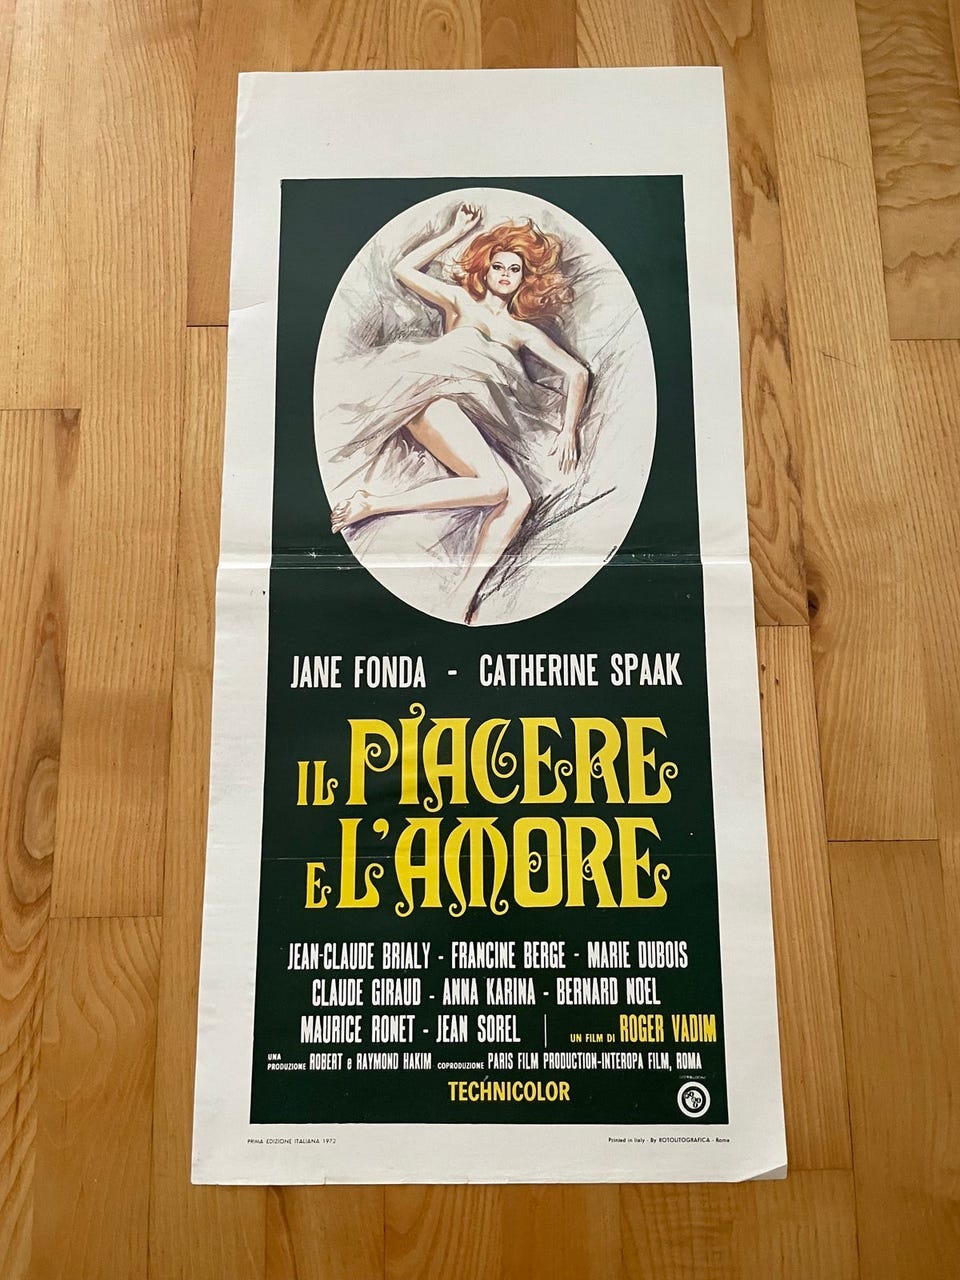 JANE FONDA - CATHERINE SPAAK
IL PIACERE
E L'AMORE
JEAN-CLAUDE BRIALY - FRANCINE BERGE - MARIE DUBOIS
CLAUDE GIRAUD - ANNA KARINA - BERNARD NOEL
MAURICE RONET - JEAN SOREL | UN FILM DI ROGER VADIM
UNA PRODUZIONE ROBERT e RAYMOND HAKIM COPRODUZIONE PARIS FILM PRODUCTION-INTEROPA FILM, ROMA
TECHNICOLOR
PRIMA EDIZIONE ITALIANA 1972
Printed in Italy - By ROTOLITOGRAFICA - Rome